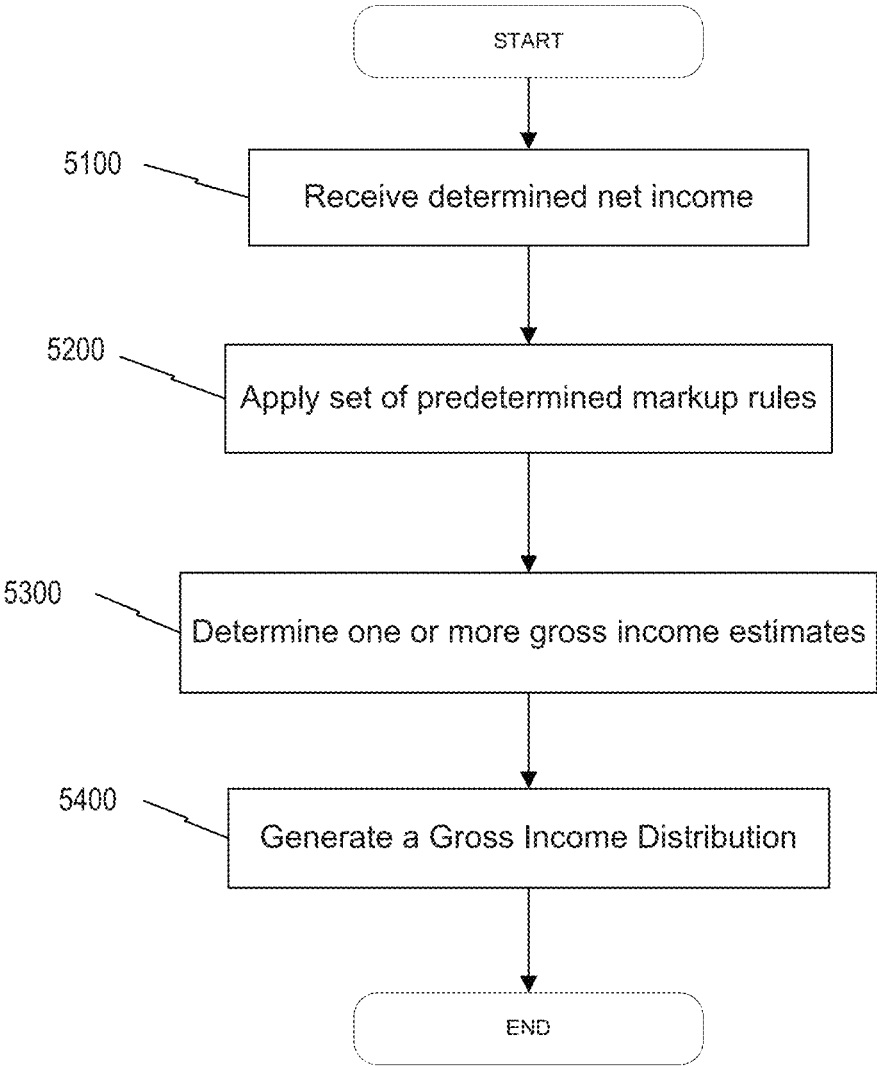 START
5100
Receive determined net income
5200
Apply set of predetermined markup rules
5300
Determine one or more gross income estimates
5400
Generate a Gross Income Distribution
END